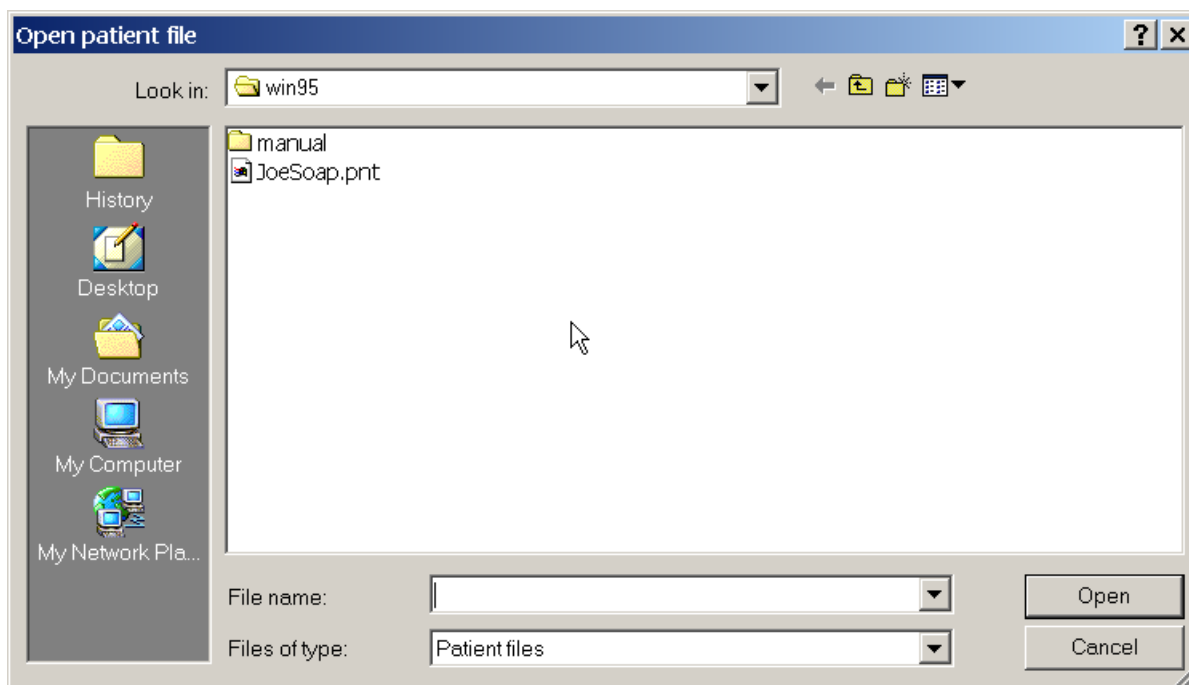 Open patient file
Look in:
win95
History
Desktop
My Documents
My Computer
My Network Pla...
manual
JoeSoap.pnt
File name:
Open
Files of type:
Patient files
Cancel